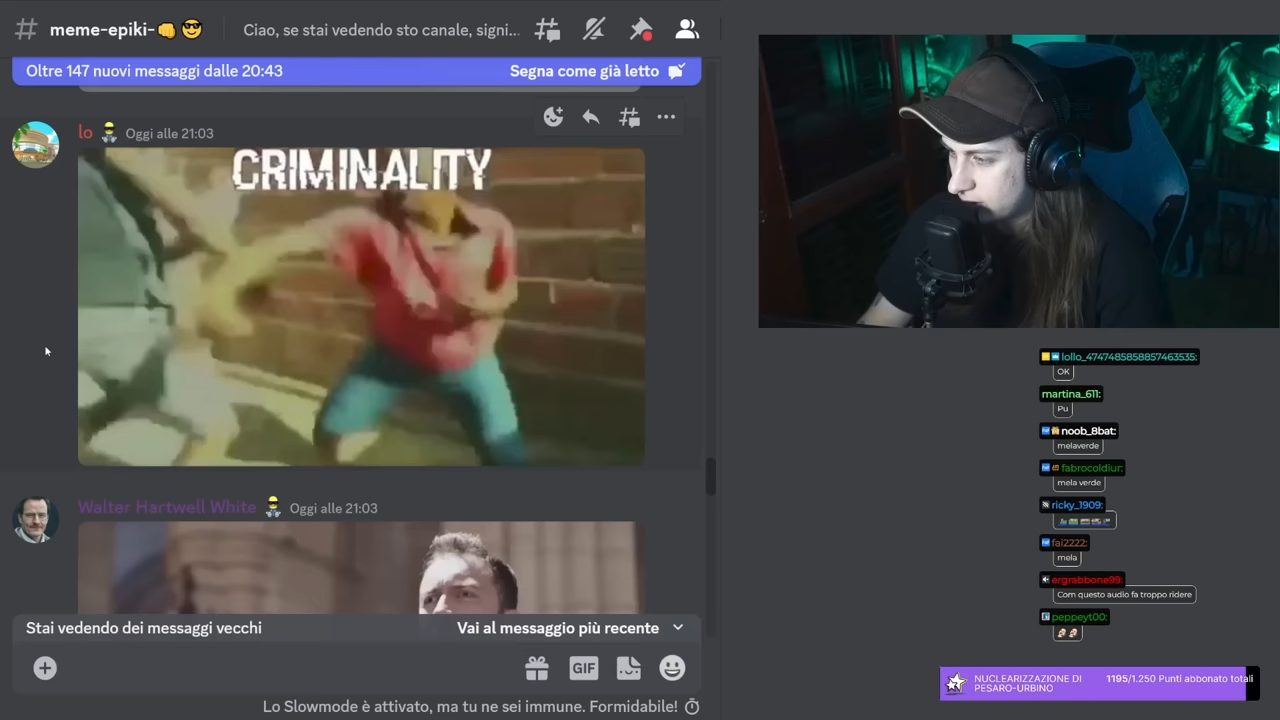 meme-epiki-👊😎
Ciao, se stai vedendo sto canale, signi...
Oltre 147 nuovi messaggi dalle 20:43
Segna come già letto
lo
Oggi alle 21:03
CRIMINALITY
Walter Hartwell White
Oggi alle 21:03
Stai vedendo dei messaggi vecchi
Vai al messaggio più recente
GIF
Lo Slowmode è attivato, ma tu ne sei immune. Formidabile!
lollo_4747485858857463535:
OK
martina_611:
Pu
noob_8bat:
melaverde
fabrocoldiur:
mela verde
ricky_1909:
fai2222:
mela
ergrabbone99:
Com questo audio fa troppo ridere
peppeyt00:
NUCLEARIZZAZIONE DI
PESARO-URBINO
1195/1.250 Punti abbonato totali